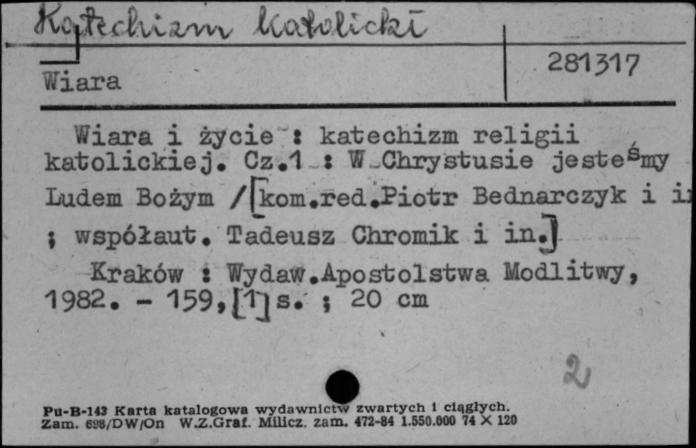 Katechizm katolicki
Wiara
281317
Wiara i życie : katechizm religii
katolickiej. Cz.1 : W Chrystusie jesteśmy
Ludem Bożym /[kom.red.Piotr Bednarczyk i in
; współaut. Tadeusz Chromik i in.]
Kraków : Wydaw.Apostolstwa Modlitwy,
1982. - 159,[1]s. ; 20 cm
2
Pu-B-143 Karta katalogowa wydawnictw zwartych i ciągłych.
Zam. 698/DW/On W.Z.Graf. Milicz. zam. 472-84 1.550.000 74 X 120